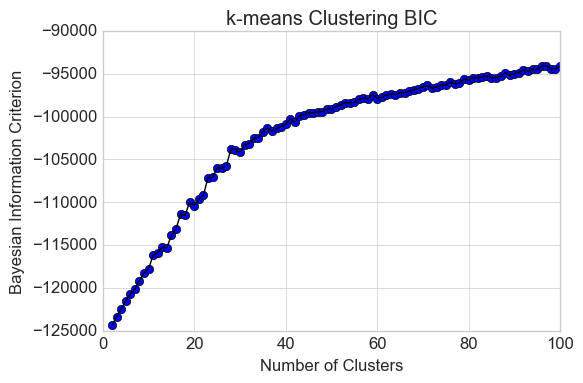 k-means Clustering BIC
−90000
−95000
−100000
−105000
−110000
−115000
−120000
−125000
Bayesian Information Criterion
0 20 40 60 80 100
Number of Clusters